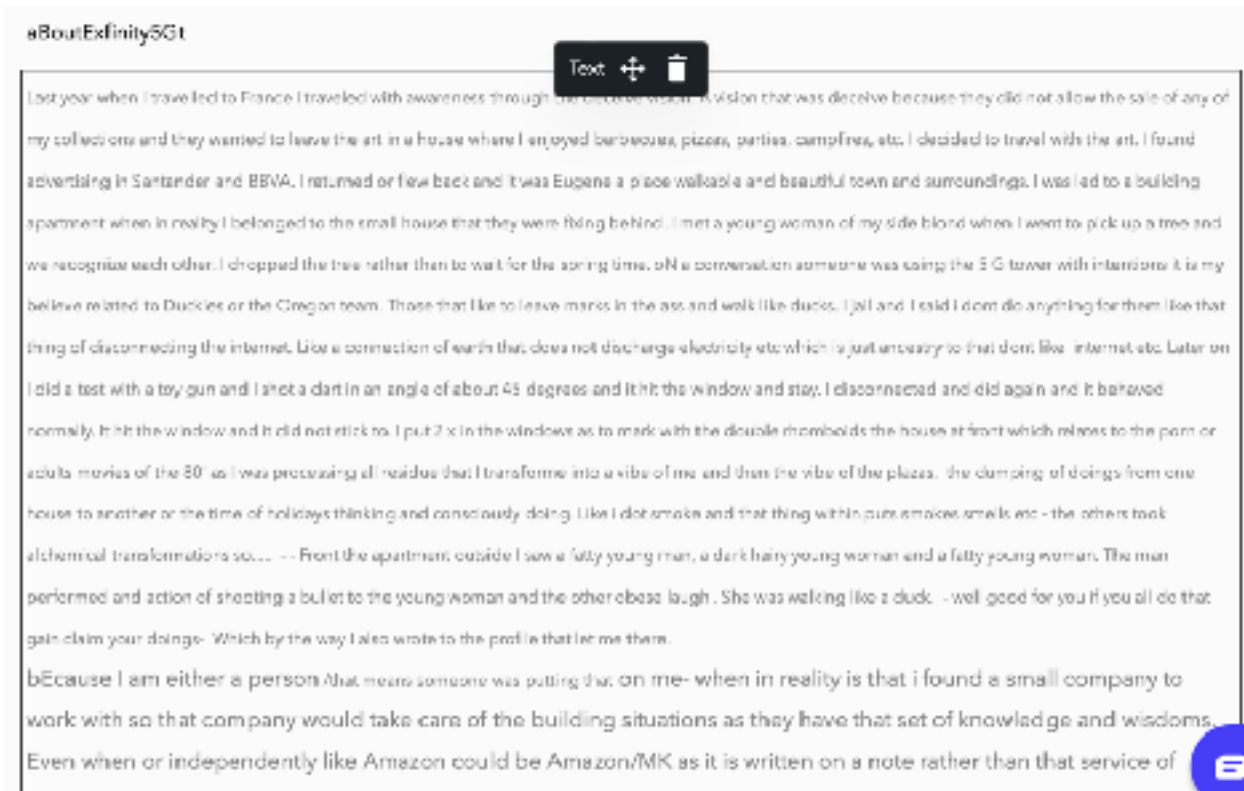 aBoutExfinity5Gt
Text
Last year when I travelled to France I traveled with awareness through the deceive vision. A vision that was deceive because they did not allow the sale of any of
my collections and they wanted to leave the art in a house where I enjoyed barbecues, pizzas, parties, campfires, etc. I decided to travel with the art. I found
advertising in Santander and BBVA. I returned or flew back and it was Eugene a place walkable and beautiful town and surroundings. I was led to a building
apartment when in reality I belonged to the small house that they were fixing behind. I met a young woman of my side blond when I went to pick up a tree and
we recognize each other. I chopped the tree rather than to wait for the spring time. oN a conversation someone was using the 5 G tower with intentions it is my
believe related to Duckies or the Oregon team. Those that like to leave marks in the ass and walk like ducks. I jail and I said I dont do anything for them like that
thing of disconnecting the internet. Like a connection of earth that does not discharge electricity etc which is just ancestry to that dont like internet etc. Later on
I did a test with a toy gun and I shot a dart in an angle of about 45 degrees and it hit the window and stay. I disconnected and did again and it behaved
normally. It hit the window and it did not stick to. I put 2 x in the windows as to mark with the double rhomboids the house at front which relates to the porn or
adults movies of the 80' as I was processing all residue that I transforme into a vibe of me and then the vibe of the plazas. the dumping of doings from one
house to another or the time of holidays thinking and consciously doing. Like I dot smoke and that thing within puts smokes smells etc - the others took
alchemical transformations so.... -- Front the apartment outside I saw a fatty young man, a dark hairy young woman and a fatty young woman. The man
performed and action of shooting a bullet to the young woman and the other obese laugh. She was walking like a duck. - well good for you if you all do that
gain claim your doings- Which by the way I also wrote to the profile that let me there.
bEcause I am either a person /that means someone was putting that on me- when in reality is that i found a small company to
work with so that company would take care of the building situations as they have that set of knowledge and wisdoms.
Even when or independently like Amazon could be Amazon/MK as it is written on a note rather than that service of